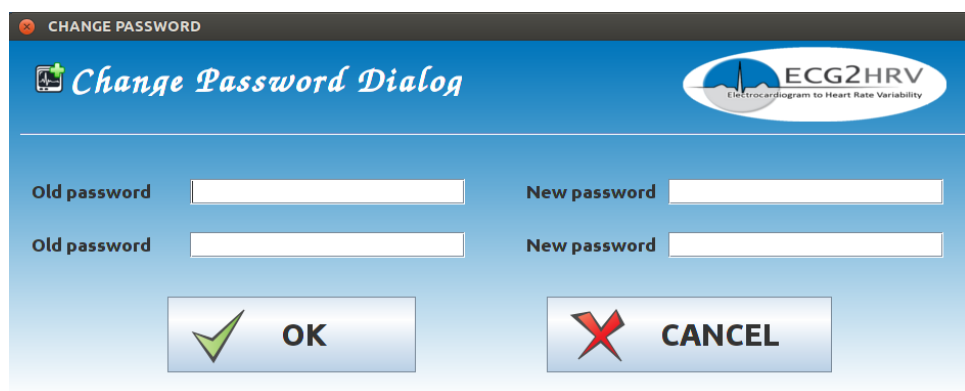 CHANGE PASSWORD
Change Password Dialog
ECG2HRV
Electrocardiogram to Heart Rate Variability
Old password
New password
Old password
New password
OK
CANCEL